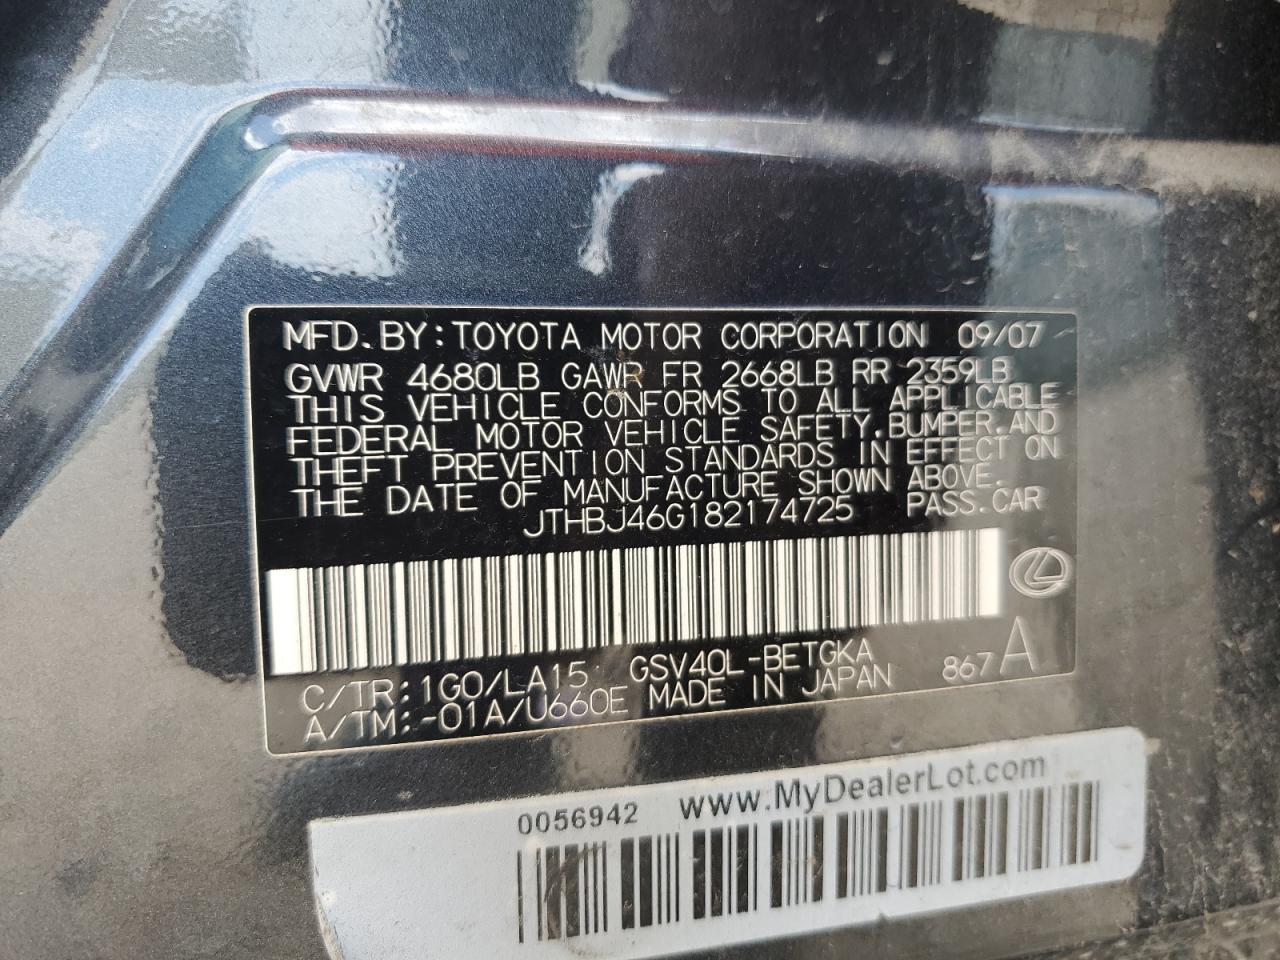 MFD. BY: TOYOTA MOTOR CORPORATION 09/07
GVWR 4680LB GAWR FR 2668LB RR 2359LB
THIS VEHICLE CONFORMS TO ALL APPLICABLE
FEDERAL MOTOR VEHICLE SAFETY, BUMPER, AND
THEFT PREVENTION STANDARDS IN EFFECT ON
THE DATE OF MANUFACTURE SHOWN ABOVE.
JTHBJ46G182174725 PASS. CAR
C/TR: 1G0/LA15 GSV40L-BETGKA
A/TM: -01A/U660E MADE IN JAPAN 867 A
0056942 www.MyDealerLot.com